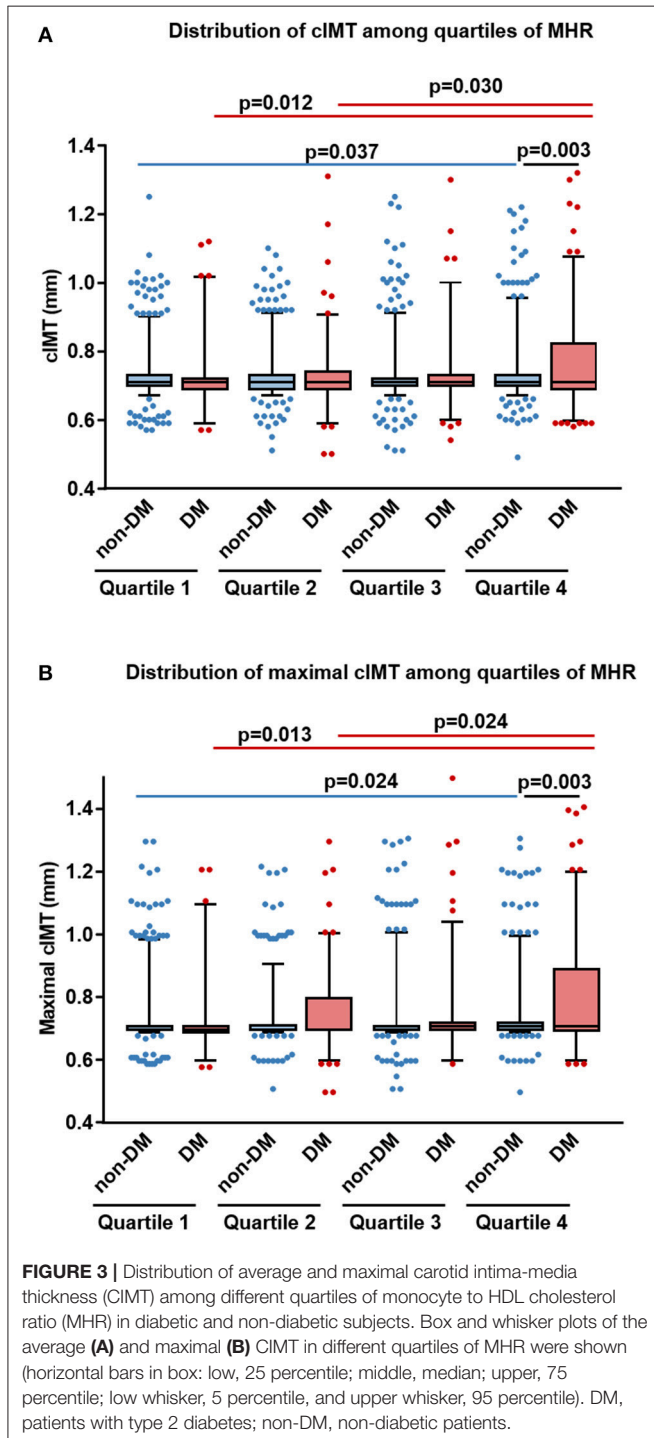 A
Distribution of cIMT among quartiles of MHR
p=0.030
p=0.012
p=0.037
p=0.003
1.4
1.2
1.0
0.8
0.6
0.4
cIMT (mm)
non-DM DM non-DM DM non-DM DM non-DM DM
Quartile 1 Quartile 2 Quartile 3 Quartile 4
B
Distribution of maximal cIMT among quartiles of MHR
p=0.024
p=0.013
p=0.024
p=0.003
1.4
1.2
1.0
0.8
0.6
0.4
Maximal cIMT (mm)
non-DM DM non-DM DM non-DM DM non-DM DM
Quartile 1 Quartile 2 Quartile 3 Quartile 4
FIGURE 3 | Distribution of average and maximal carotid intima-media
thickness (CIMT) among different quartiles of monocyte to HDL cholesterol
ratio (MHR) in diabetic and non-diabetic subjects. Box and whisker plots of the
average (A) and maximal (B) CIMT in different quartiles of MHR were shown
(horizontal bars in box: low, 25 percentile; middle, median; upper, 75
percentile; low whisker, 5 percentile, and upper whisker, 95 percentile). DM,
patients with type 2 diabetes; non-DM, non-diabetic patients.